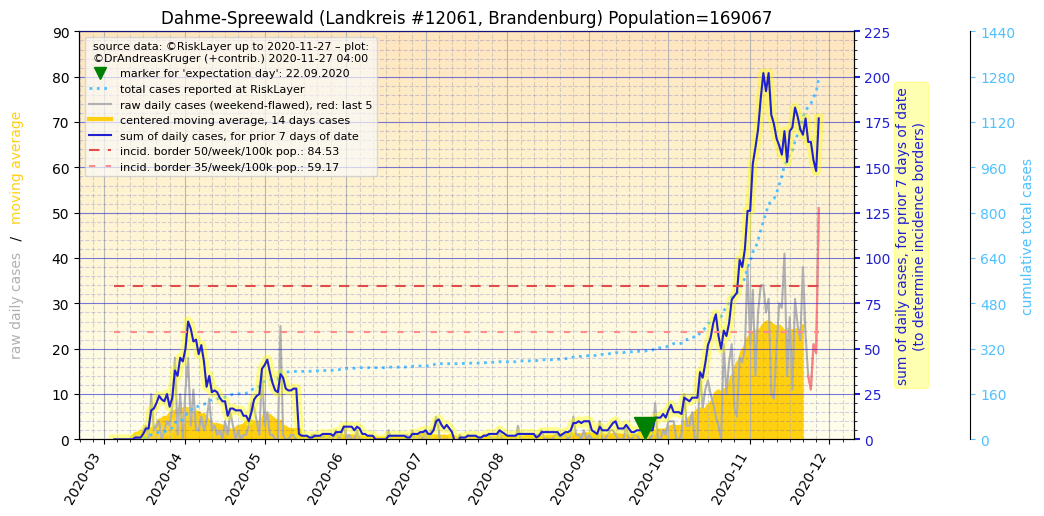 Dahme-Spreewald (Landkreis #12061, Brandenburg) Population=169067
source data: ©RiskLayer up to 2020-11-27 – plot:
©DrAndreasKruger (+contrib.) 2020-11-27 04:00
marker for 'expectation day': 22.09.2020
total cases reported at RiskLayer
raw daily cases (weekend-flawed), red: last 5
centered moving average, 14 days cases
sum of daily cases, for prior 7 days of date
incid. border 50/week/100k pop.: 84.53
incid. border 35/week/100k pop.: 59.17
raw daily cases / moving average
90
80
70
60
50
40
30
20
10
0
2020-03
2020-04
2020-05
2020-06
2020-07
2020-08
2020-09
2020-10
2020-11
2020-12
225
200
175
150
125
100
75
50
25
0
sum of daily cases, for prior 7 days of date
(to determine incidence borders)
1440
1280
1120
960
800
640
480
320
160
0
cumulative total cases